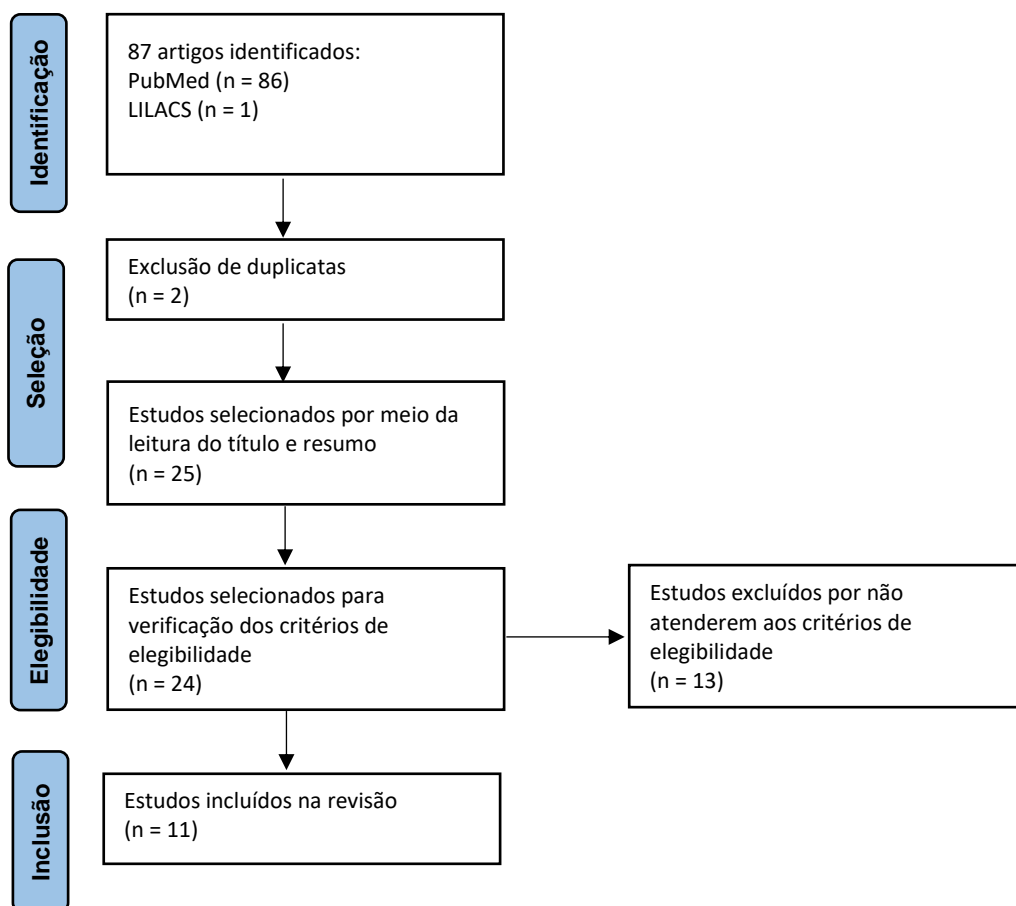 Identificação
87 artigos identificados:
PubMed (n = 86)
LILACS (n = 1)
Seleção
Exclusão de duplicatas
(n = 2)
Estudos selecionados por meio da
leitura do título e resumo
(n = 25)
Elegibilidade
Estudos selecionados para
verificação dos critérios de
elegibilidade
(n = 24)
Estudos excluídos por não
atenderem aos critérios de
elegibilidade
(n = 13)
Inclusão
Estudos incluídos na revisão
(n = 11)